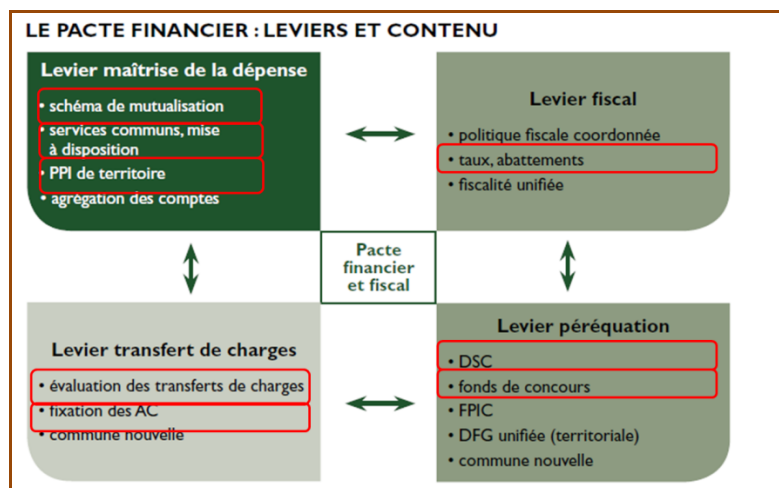 LE PACTE FINANCIER : LEVIERS ET CONTENU
Levier maîtrise de la dépense
• schéma de mutualisation
• services communs, mise
à disposition
• PPI de territoire
• agrégation des comptes
Levier fiscal
• politique fiscale coordonnée
• taux, abattements
• fiscalité unifiée
Pacte
financier
et fiscal
Levier transfert de charges
• évaluation des transferts de charges
• fixation des AC
• commune nouvelle
Levier péréquation
• DSC
• fonds de concours
• FPIC
• DFG unifiée (territoriale)
• commune nouvelle